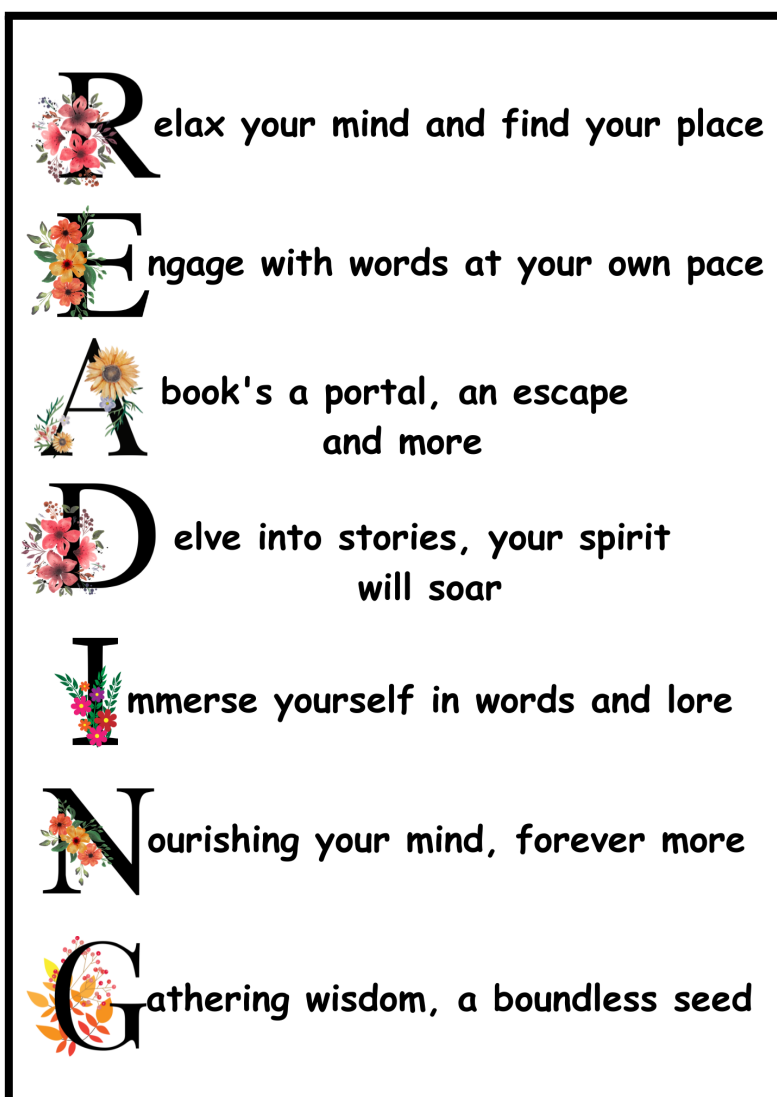 Relax your mind and find your place
Engage with words at your own pace
A book's a portal, an escape
and more
Delve into stories, your spirit
will soar
Immerse yourself in words and lore
Nourishing your mind, forever more
Gathering wisdom, a boundless seed